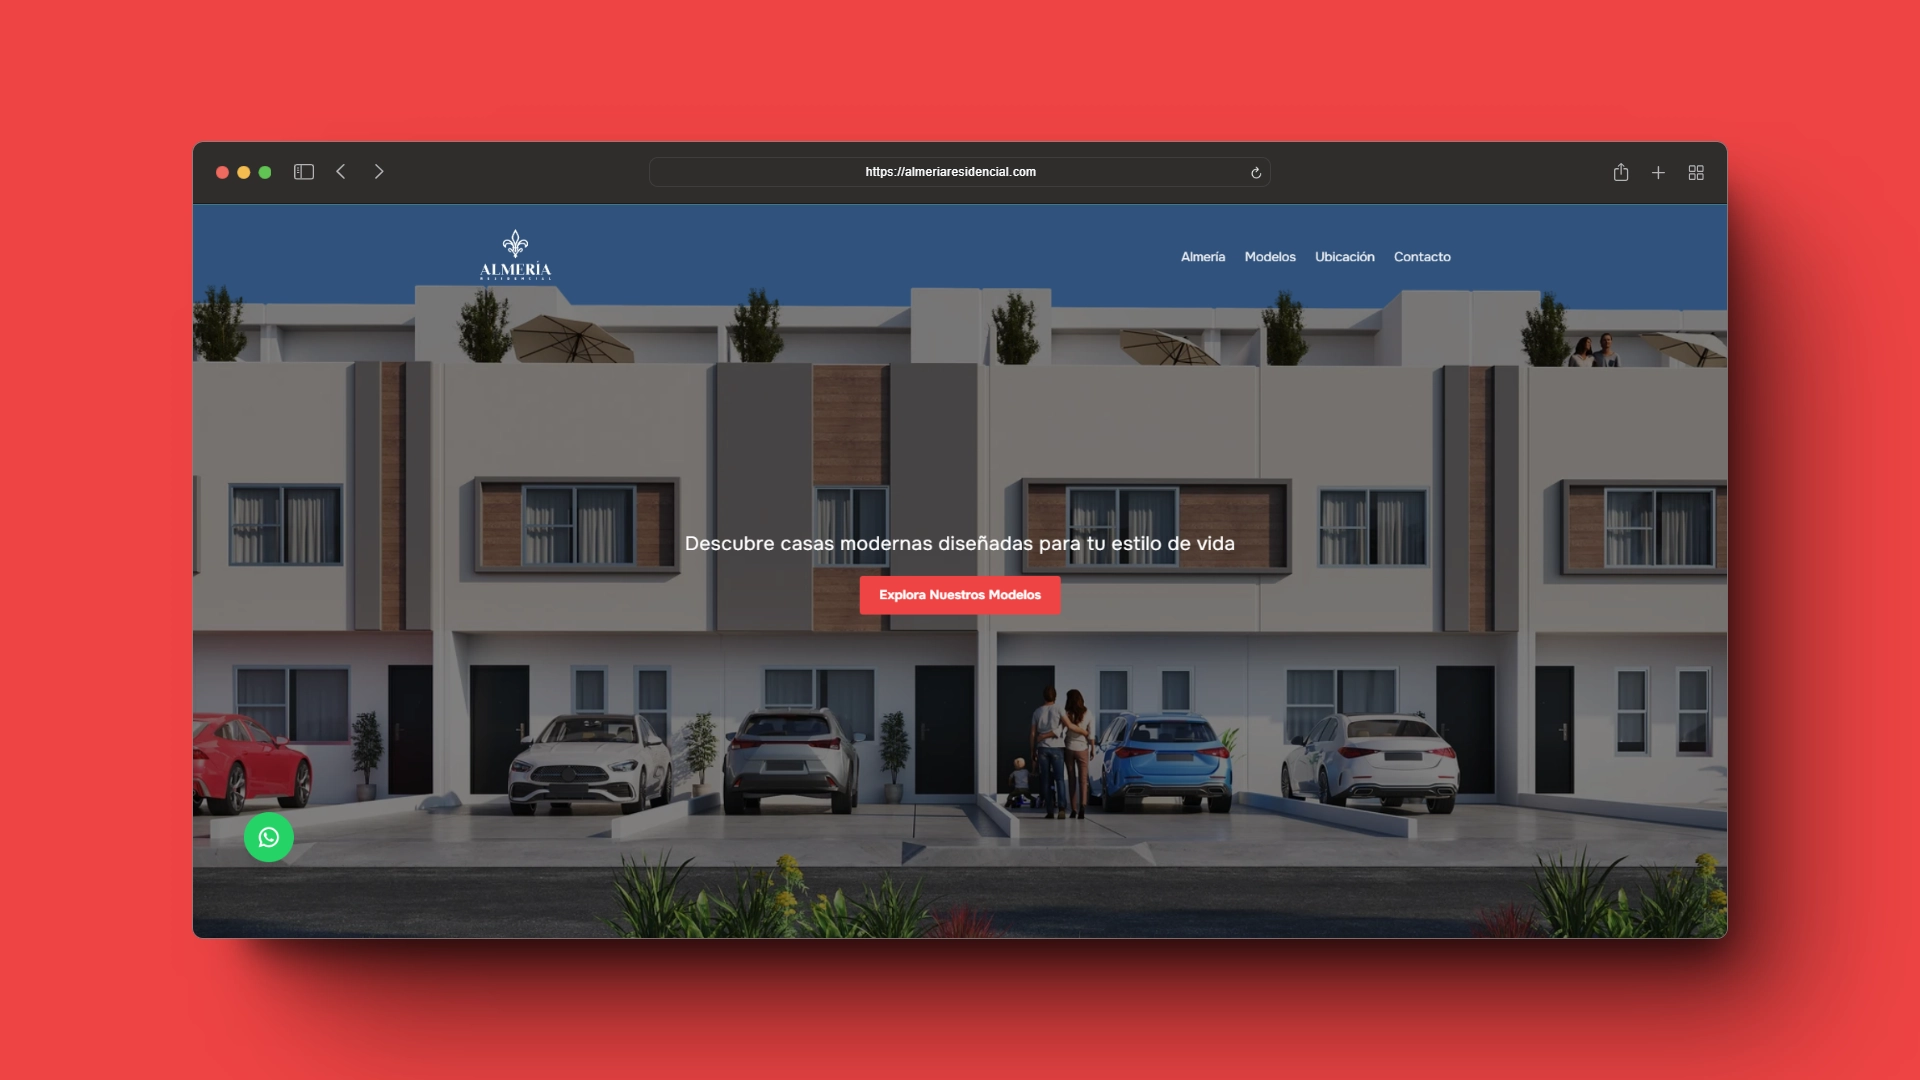 https://almeriaresidencial.com
ALMERÌA
RESIDENCIAL
Almería Modelos Ubicación Contacto
Descubre casas modernas diseñadas para tu estilo de vida
Explora Nuestros Modelos